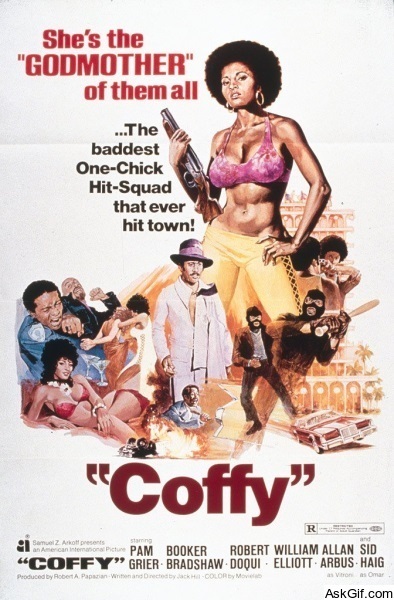 She's the
"GODMOTHER"
of them all
...The
baddest
One-Chick
Hit-Squad
that ever
hit town!
"Coffy"
Samuel Z. Arkoff presents
an American International Picture
"COFFY"
starring
PAM
GRIER
BOOKER
BRADSHAW
ROBERT
DOQUI
WILLIAM
ELLIOTT
ALLAN
ARBUS
as Vitroni
and
SID
HAIG
as Omar
Produced by Robert A. Papazian · Written and Directed by Jack Hill · COLOR by Movielab
R
RESTRICTED
AskGif.com